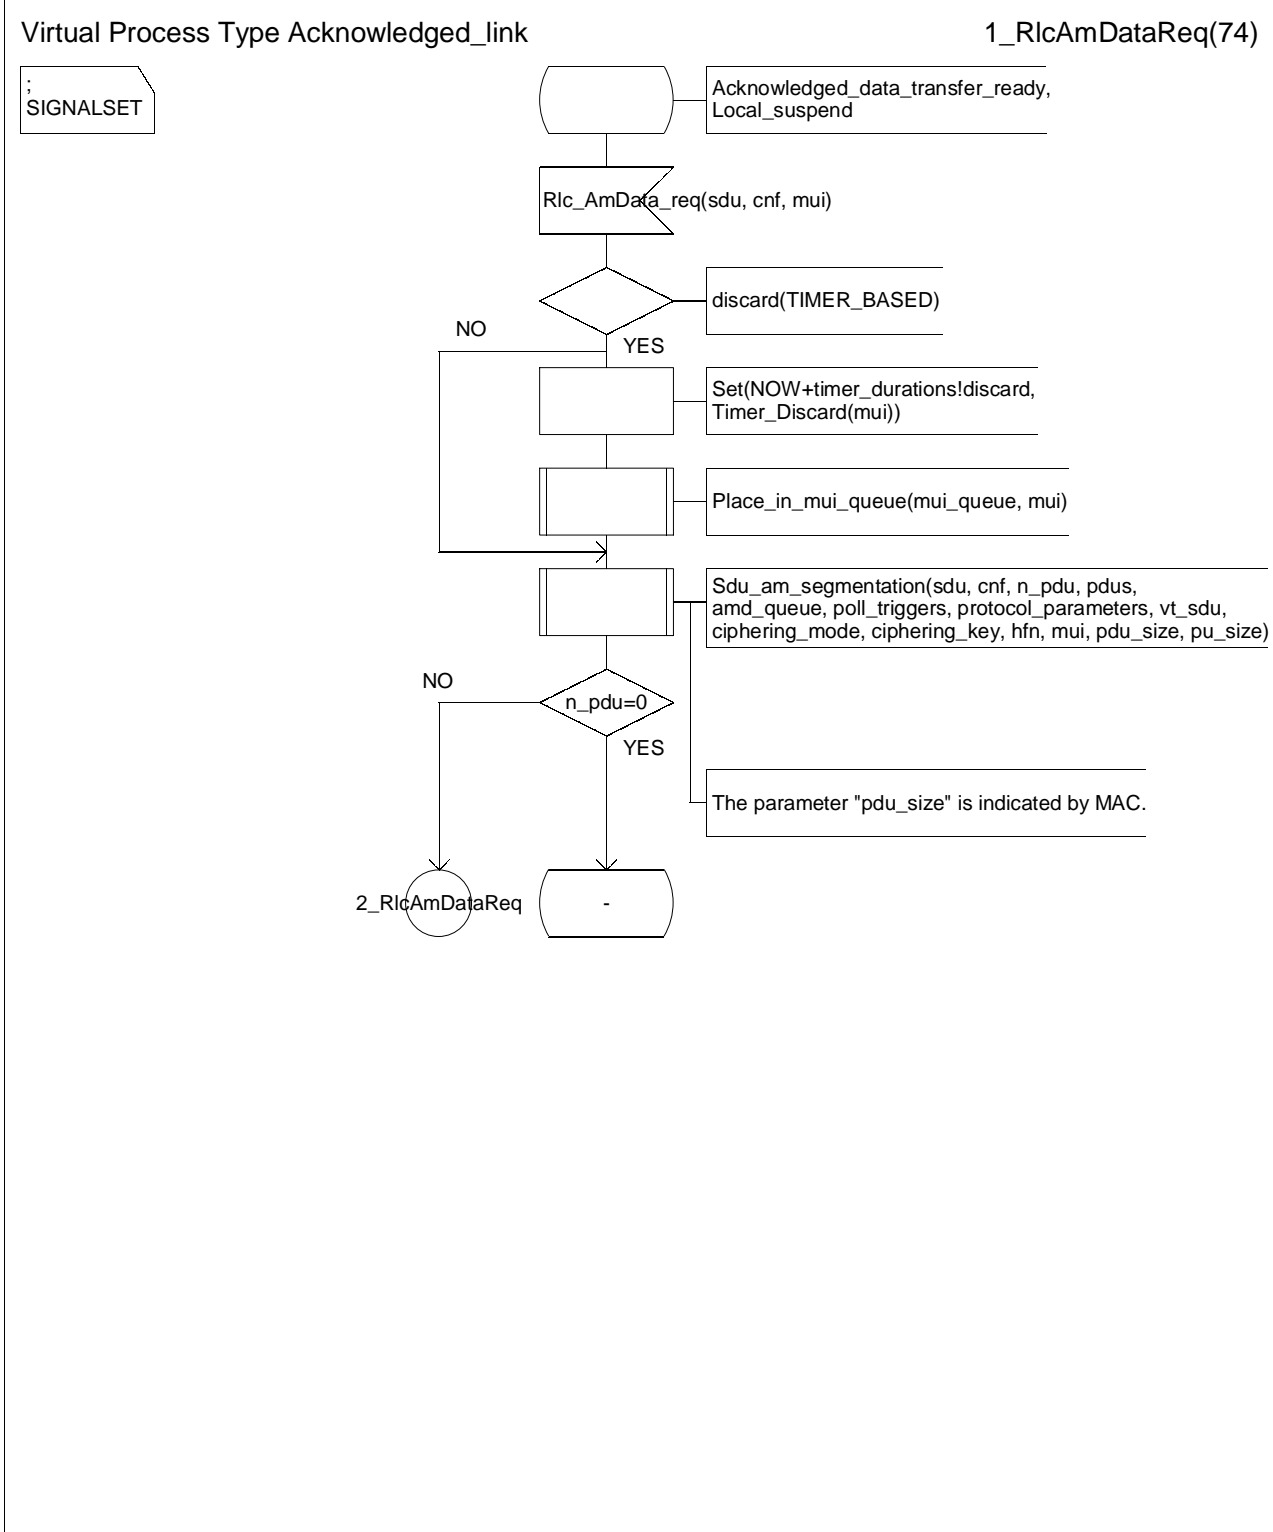 Virtual Process Type Acknowledged_link
1_RlcAmDataReq(74)
;
SIGNALSET
Acknowledged_data_transfer_ready,
Local_suspend
Rlc_AmData_req(sdu, cnf, mui)
discard(TIMER_BASED)
NO
YES
Set(NOW+timer_durations!discard,
Timer_Discard(mui))
Place_in_mui_queue(mui_queue, mui)
Sdu_am_segmentation(sdu, cnf, n_pdu, pdus,
amd_queue, poll_triggers, protocol_parameters, vt_sdu,
ciphering_mode, ciphering_key, hfn, mui, pdu_size, pu_size)
NO
n_pdu=0
YES
The parameter "pdu_size" is indicated by MAC.
2_RlcAmDataReq
-